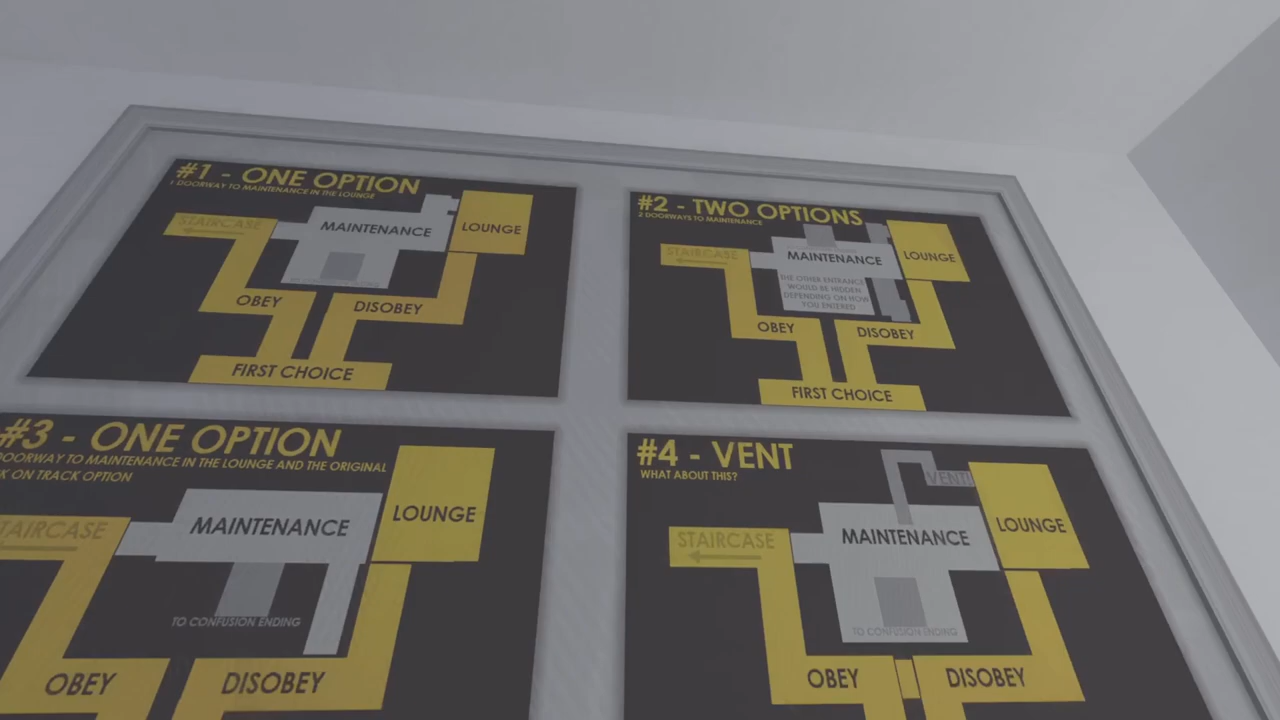 #1 - ONE OPTION
1 DOORWAY TO MAINTENANCE IN THE LOUNGE
STAIRCASE
MAINTENANCE
LOUNGE
OBEY
DISOBEY
FIRST CHOICE
#2 - TWO OPTIONS
2 DOORWAYS TO MAINTENANCE
STAIRCASE
MAINTENANCE
LOUNGE
THE OTHER ENTRANCE
WOULD BE HIDDEN
DEPENDING ON HOW
YOU ENTERED
OBEY
DISOBEY
FIRST CHOICE
#3 - ONE OPTION
DOORWAY TO MAINTENANCE IN THE LOUNGE AND THE ORIGINAL
K ON TRACK OPTION
TAIRCASE
MAINTENANCE
LOUNGE
TO CONFUSION ENDING
OBEY
DISOBEY
#4 - VENT
WHAT ABOUT THIS?
VENT!
STAIRCASE
MAINTENANCE
LOUNGE
TO CONFUSION ENDING
OBEY
DISOBEY